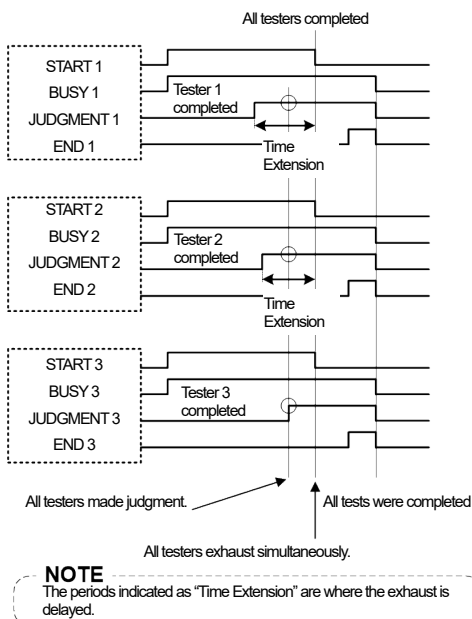 All testers completed
START 1
BUSY 1
Tester 1
completed
JUDGMENT 1
END 1
Time
Extension
START 2
BUSY 2
Tester 2
completed
JUDGMENT 2
END 2
Time
Extension
START 3
BUSY 3
Tester 3
completed
JUDGMENT 3
END 3
All testers made judgment.
All tests were completed
All testers exhaust simultaneously.
NOTE
The periods indicated as "Time Extension" are where the exhaust is
delayed.